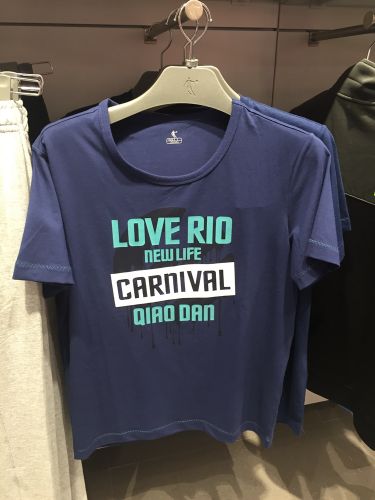 LOVE RIO
NEW LIFE
CARNIVAL
QIAO DAN